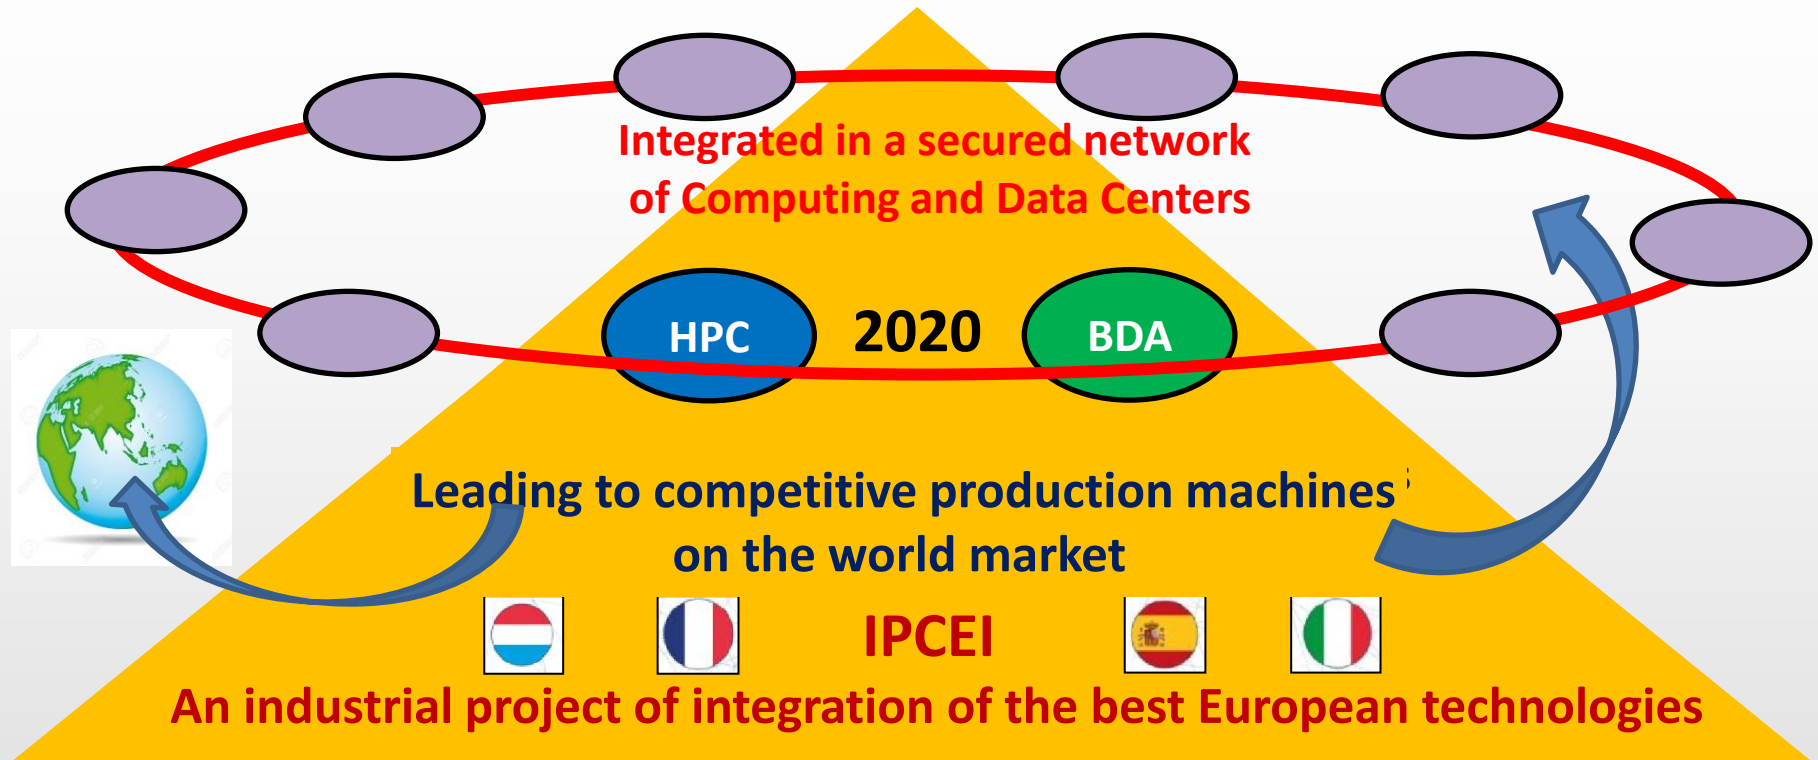 Integrated in a secured network
of Computing and Data Centers
HPC
2020
BDA
Leading to competitive production machines
on the world market
IPCEI
An industrial project of integration of the best European technologies